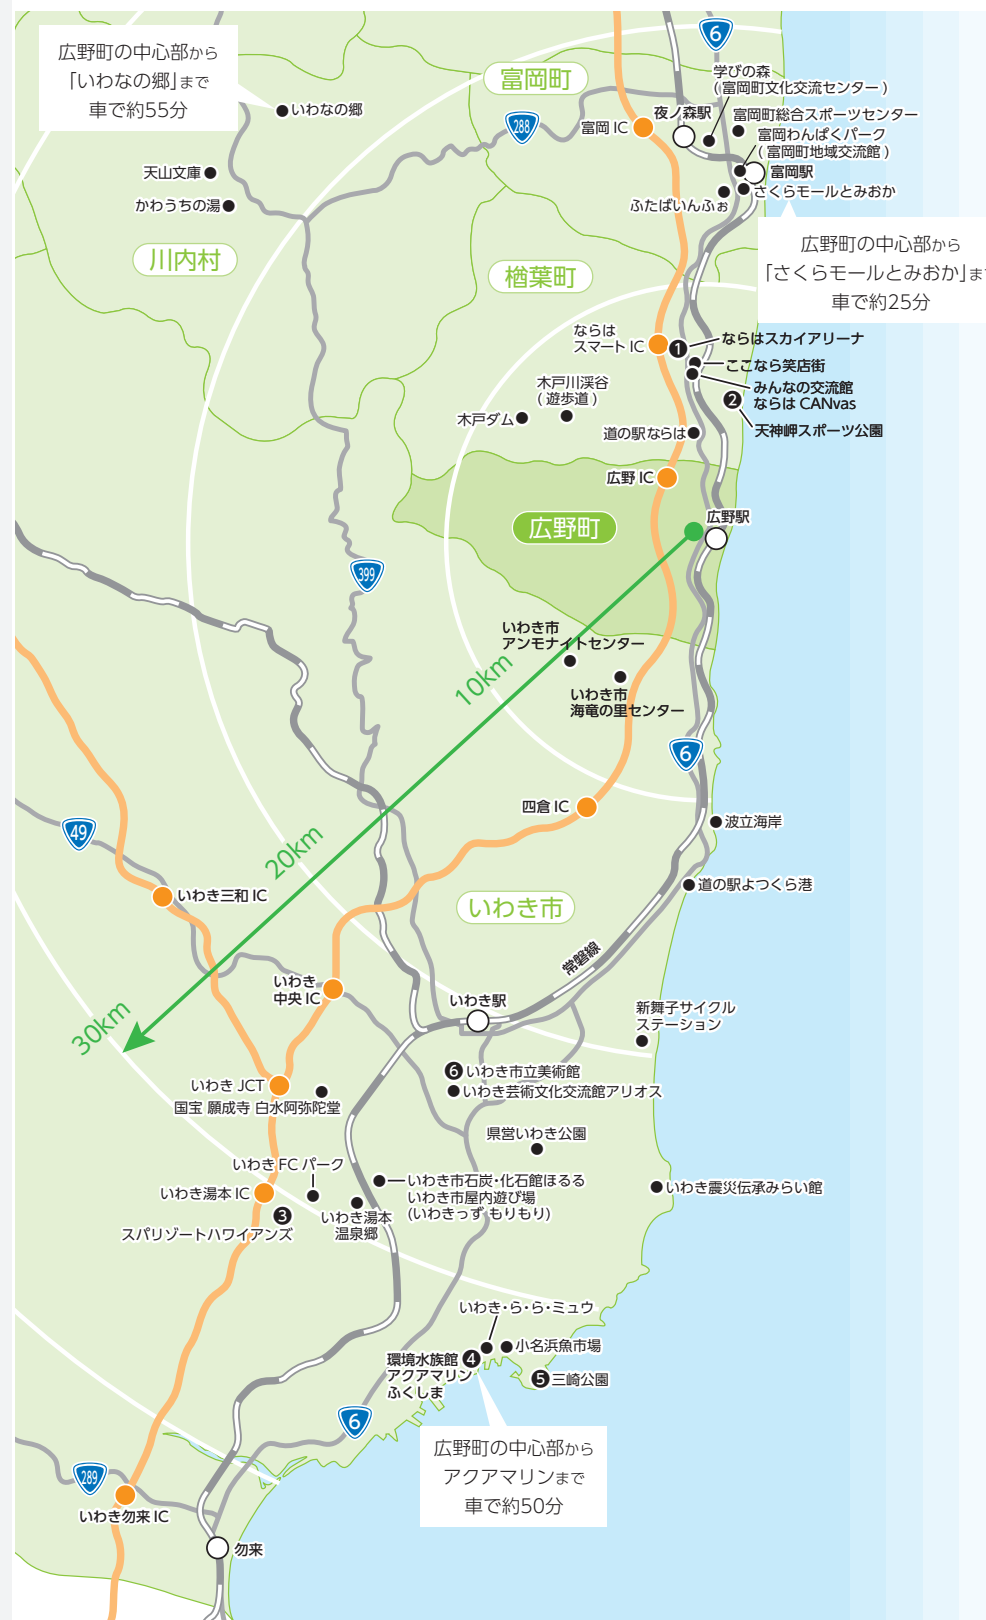 広野町の中心部から
「いわなの郷」まで
車で約55分
6
富岡町
学びの森
(富岡町文化交流センター)
いわなの郷
288
富岡 IC
夜ノ森駅
富岡町総合スポーツセンター
富岡わんぱくパーク
(富岡町地域交流館)
天山文庫
富岡駅
かわうちの湯
ふたばいんふぉ
さくらモールとみおか
川内村
楢葉町
広野町の中心部から
「さくらモールとみおか」ま
車で約25分
ならは
スマート IC
❶
ならはスカイアリーナ
ここなら笑店街
みんなの交流館
ならは CANvas
木戸川渓谷
(遊歩道)
❷
木戸ダム
道の駅ならは
天神岬スポーツ公園
広野 IC
広野町
広野駅
399
いわき市
アンモナイトセンター
10km
いわき市
海竜の里センター
6
四倉 IC
波立海岸
49
20km
道の駅よつくら港
いわき三和 IC
いわき市
常磐線
いわき
中央 IC
いわき駅
新舞子サイクル
ステーション
30km
❻いわき市立美術館
いわき JCT
いわき芸術文化交流館アリオス
国宝 願成寺 白水阿弥陀堂
県営いわき公園
いわき FC パーク
いわき市石炭・化石館ほるる
いわき市屋内遊び場
(いわきっず もりもり)
いわき湯本 IC
いわき震災伝承みらい館
❸
スパリゾートハワイアンズ
いわき湯本
温泉郷
いわき・ら・ら・ミュウ
小名浜魚市場
環境水族館
アクアマリン
ふくしま
❹
❺三崎公園
6
広野町の中心部から
アクアマリンまで
車で約50分
289
いわき勿来 IC
勿来